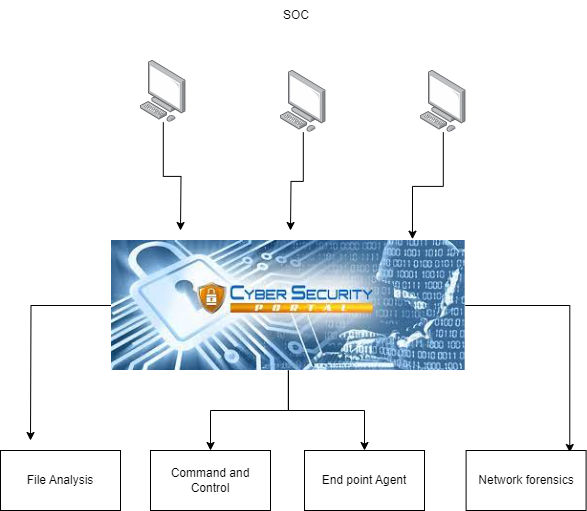 SOC
CYBER SECURITY
PORTAL
File Analysis
Command and
Control
End point Agent
Network forensics